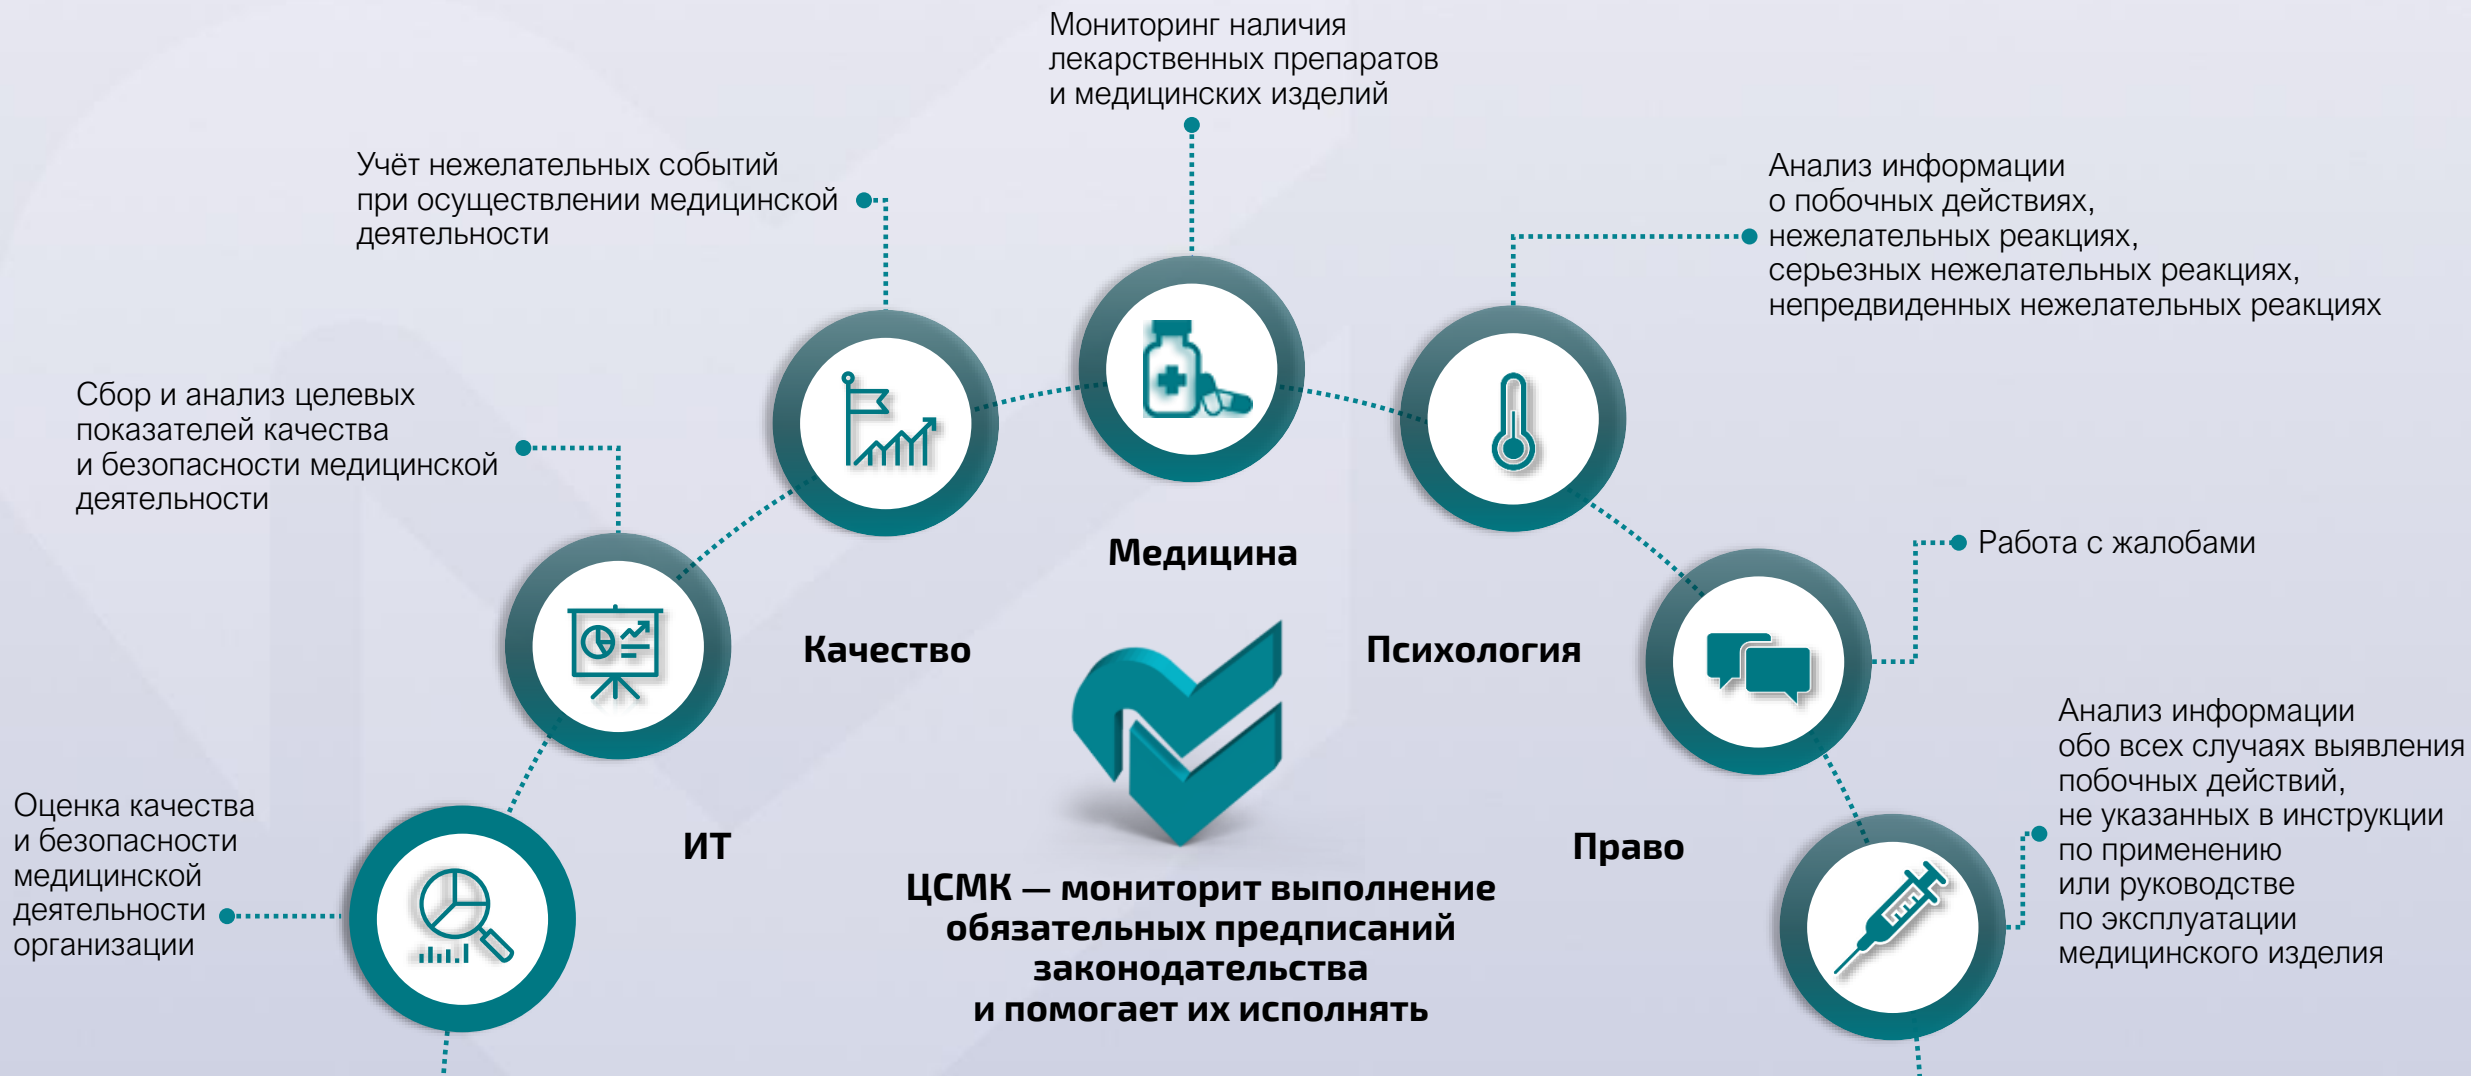 Мониторинг наличия
лекарственных препаратов
и медицинских изделий
Учёт нежелательных событий
при осуществлении медицинской
деятельности
Анализ информации
о побочных действиях,
нежелательных реакциях,
серьезных нежелательных реакциях,
непредвиденных нежелательных реакциях
Сбор и анализ целевых
показателей качества
и безопасности медицинской
деятельности
Работа с жалобами
Медицина
Качество
Психология
Анализ информации
обо всех случаях выявления
побочных действий,
не указанных в инструкции
по применению
или руководстве
по эксплуатации
медицинского изделия
Оценка качества
и безопасности
медицинской
деятельности
организации
ИТ
Право
ЦСМК — мониторит выполнение
обязательных предписаний
законодательства
и помогает их исполнять